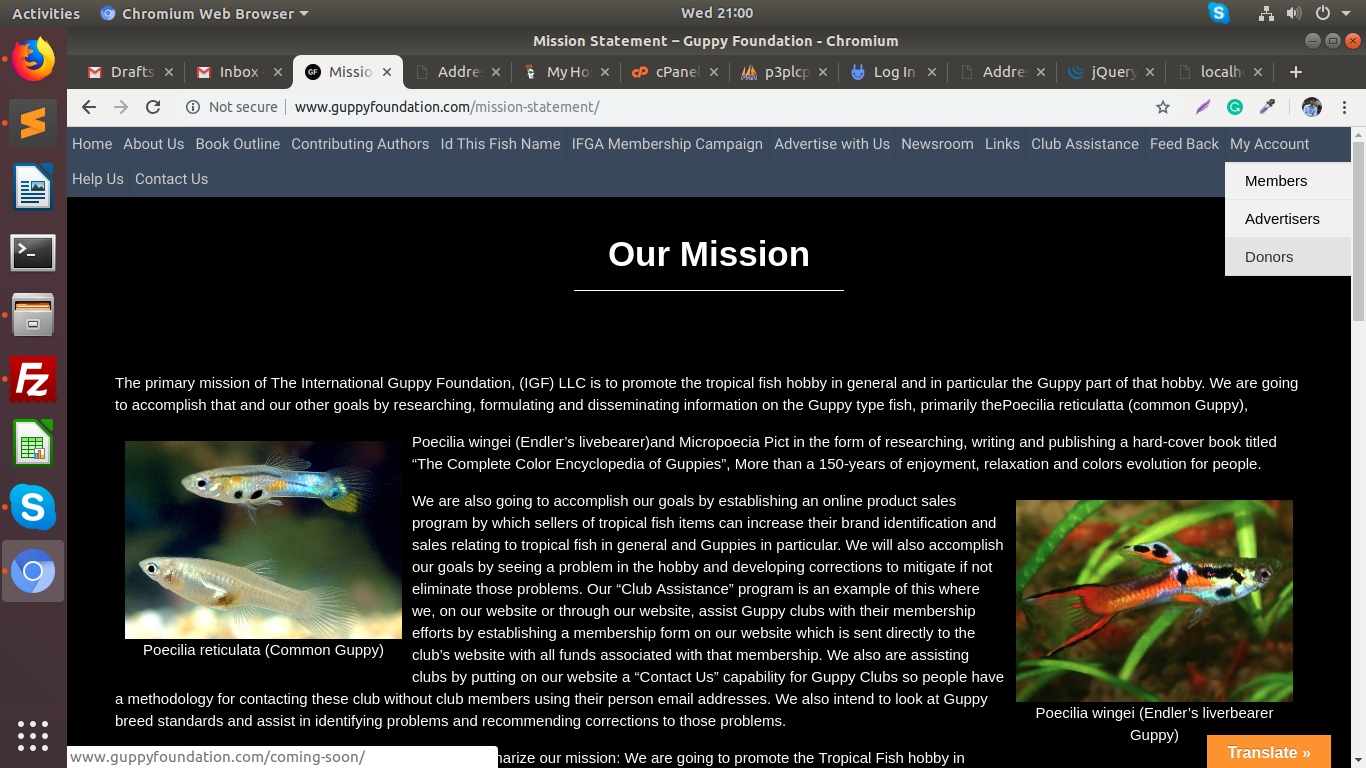 Activities Chromium Web Browser Wed 21:00
Mission Statement – Guppy Foundation - Chromium
Drafts Inbox Missio Addre My Ho cPanel p3plcp Log In Addre jQuery localh
Not secure www.guppyfoundation.com/mission-statement/
Home About Us Book Outline Contributing Authors Id This Fish Name IFGA Membership Campaign Advertise with Us Newsroom Links Club Assistance Feed Back My Account
Help Us Contact Us
Members
Advertisers
Donors
Our Mission
The primary mission of The International Guppy Foundation, (IGF) LLC is to promote the tropical fish hobby in general and in particular the Guppy part of that hobby. We are going
to accomplish that and our other goals by researching, formulating and disseminating information on the Guppy type fish, primarily thePoecilia reticulatta (common Guppy),
Poecilia wingei (Endler’s livebearer)and Micropoecia Pict in the form of researching, writing and publishing a hard-cover book titled
“The Complete Color Encyclopedia of Guppies”, More than a 150-years of enjoyment, relaxation and colors evolution for people.
We are also going to accomplish our goals by establishing an online product sales
program by which sellers of tropical fish items can increase their brand identification and
sales relating to tropical fish in general and Guppies in particular. We will also accomplish
our goals by seeing a problem in the hobby and developing corrections to mitigate if not
eliminate those problems. Our “Club Assistance” program is an example of this where
we, on our website or through our website, assist Guppy clubs with their membership
efforts by establishing a membership form on our website which is sent directly to the
club’s website with all funds associated with that membership. We also are assisting
clubs by putting on our website a “Contact Us” capability for Guppy Clubs so people have
a methodology for contacting these club without club members using their person email addresses. We also intend to look at Guppy
breed standards and assist in identifying problems and recommending corrections to those problems.
Poecilia reticulata (Common Guppy)
Poecilia wingei (Endler’s liverbearer
Guppy)
narize our mission: We are going to promote the Tropical Fish hobby in
Translate »
www.guppyfoundation.com/coming-soon/